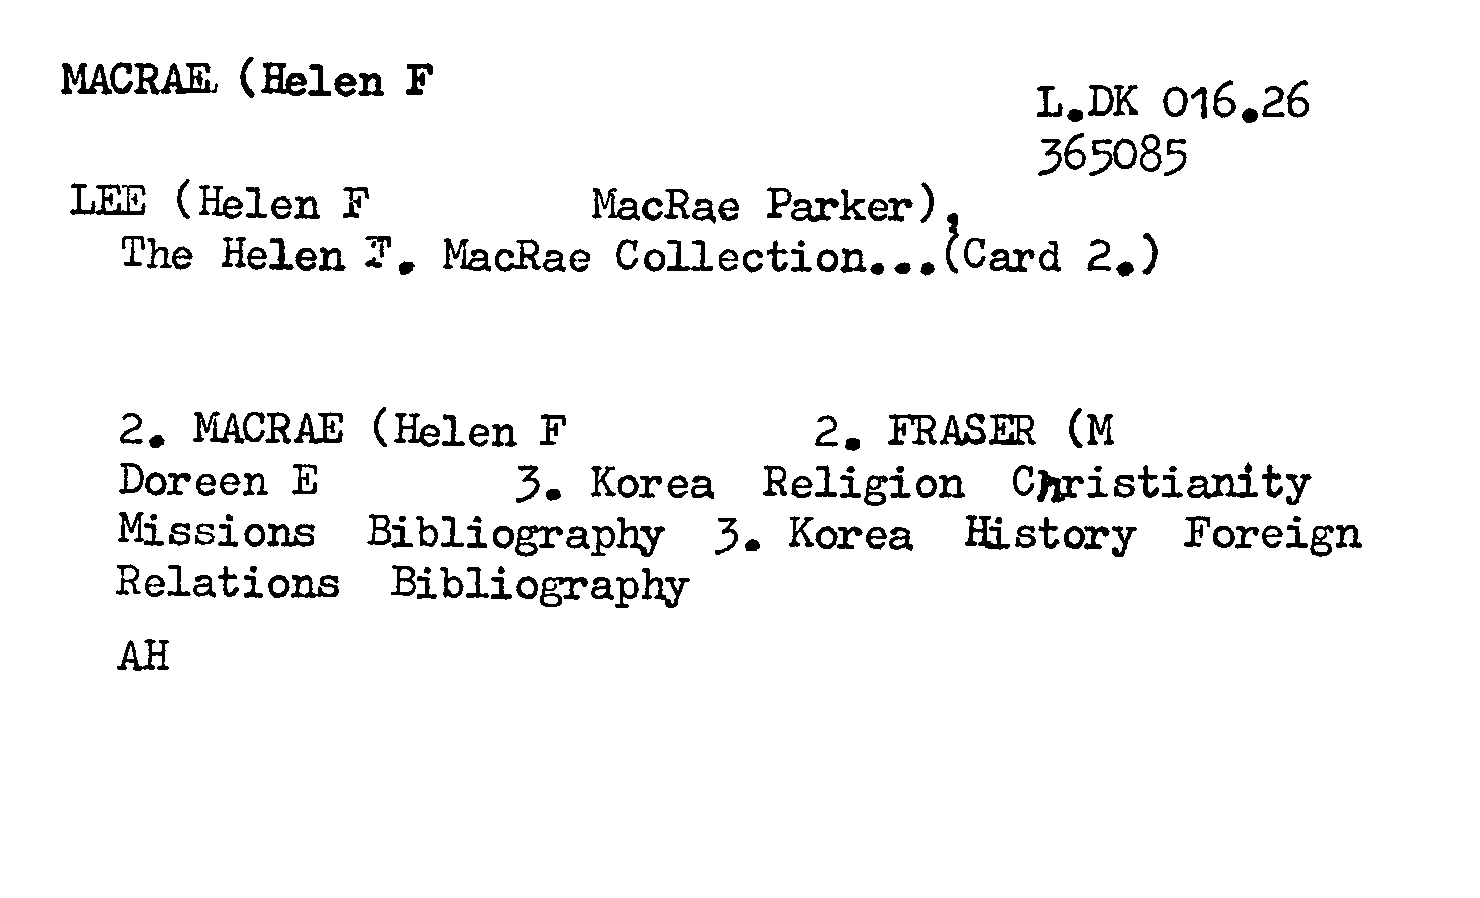 MACRAE (Helen F
L.DK 016.26
365085
LEE (Helen F MacRae Parker),
The Helen F. MacRae Collection...(Card 2.)
2. MACRAE (Helen F 2. FRASER (M
Doreen E 3. Korea Religion Christianity
Missions Bibliography 3. Korea History Foreign
Relations Bibliography
AH